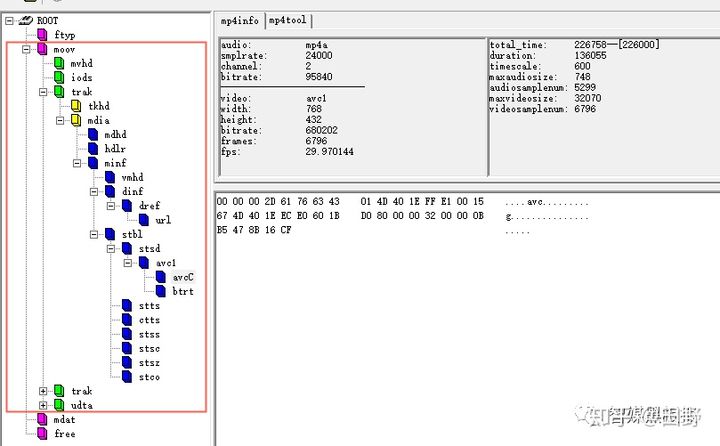 ROOT
ftyp
moov
mvhd
iods
trak
tkhd
mdia
mdhd
hdlr
minf
vmhd
dinf
dref
url
stbl
stsd
avc1
avcC
btrt
stts
ctts
stss
stsc
stsz
stco
trak
udta
mdat
free
mp4info mp4tool
audio: mp4a
smplrate: 24000
channel: 2
bitrate: 95840
video: avc1
width: 768
height: 432
bitrate: 680202
frames: 6796
fps: 29.970144
total_time: 226758--[226000]
duration: 136055
timescale: 600
maxaudiosize: 748
audiosamplenum: 5299
maxvideosize: 32070
videosamplenum: 6796
00 00 00 2D 61 76 63 43 01 4D 40 1E FF E1 00 15 ....avc.........
67 4D 40 1E EC E0 60 1B D0 80 00 00 32 00 00 0B g...............
B5 47 8B 16 CF .....